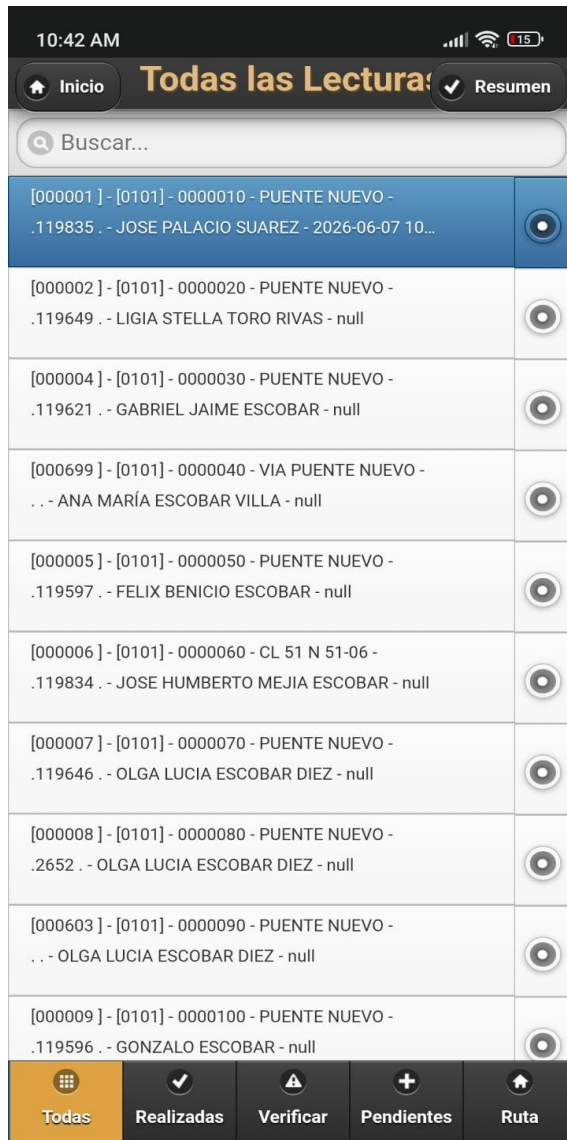 10:42 AM 15
Inicio Todas las Lecturas Resumen
Buscar...
[000001 ] - [0101] - 0000010 - PUENTE NUEVO -
.119835 . - JOSE PALACIO SUAREZ - 2026-06-07 10...
[000002 ] - [0101] - 0000020 - PUENTE NUEVO -
.119649 . - LIGIA STELLA TORO RIVAS - null
[000004 ] - [0101] - 0000030 - PUENTE NUEVO -
.119621 . - GABRIEL JAIME ESCOBAR - null
[000699 ] - [0101] - 0000040 - VIA PUENTE NUEVO -
. . - ANA MARÍA ESCOBAR VILLA - null
[000005 ] - [0101] - 0000050 - PUENTE NUEVO -
.119597 . - FELIX BENICIO ESCOBAR - null
[000006 ] - [0101] - 0000060 - CL 51 N 51-06 -
.119834 . - JOSE HUMBERTO MEJIA ESCOBAR - null
[000007 ] - [0101] - 0000070 - PUENTE NUEVO -
.119646 . - OLGA LUCIA ESCOBAR DIEZ - null
[000008 ] - [0101] - 0000080 - PUENTE NUEVO -
.2652 . - OLGA LUCIA ESCOBAR DIEZ - null
[000603 ] - [0101] - 0000090 - PUENTE NUEVO -
. . - OLGA LUCIA ESCOBAR DIEZ - null
[000009 ] - [0101] - 0000100 - PUENTE NUEVO -
.119596 . - GONZALO ESCOBAR - null
Todas Realizadas Verificar Pendientes Ruta